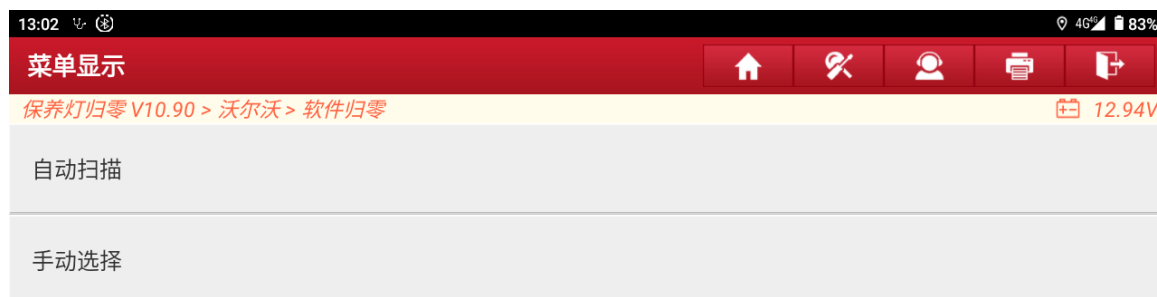 13:02 4G 4G 83%
菜单显示
保养灯归零 V10.90 > 沃尔沃 > 软件归零 12.94V
自动扫描
手动选择